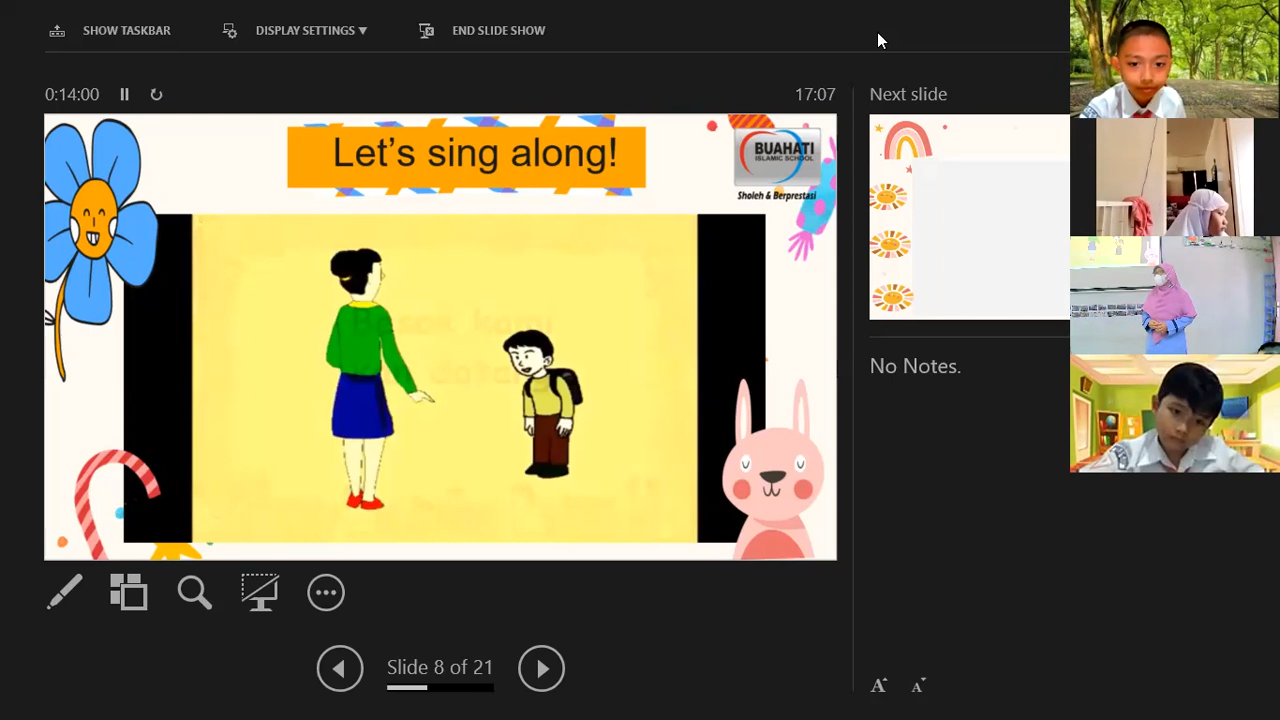 SHOW TASKBAR
DISPLAY SETTINGS ▼
END SLIDE SHOW
0:14:00
17:07
Next slide
Let's sing along!
BUAHATI
ISLAMIC SCHOOL
Sholeh & Berprestasi
No Notes.
Slide 8 of 21
A
A